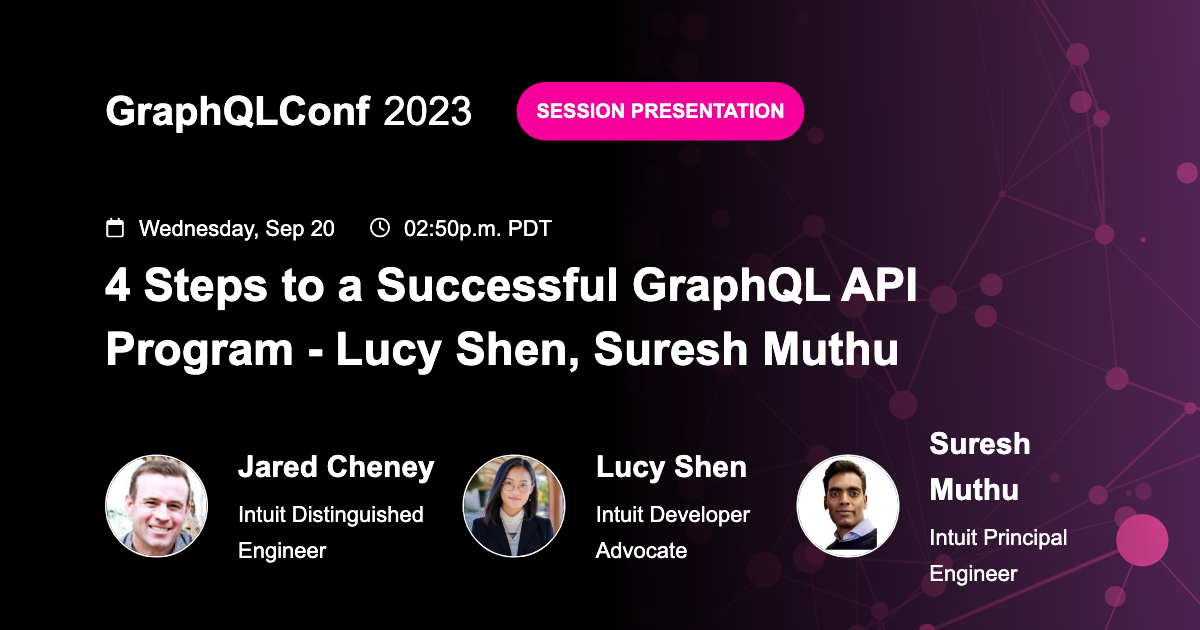 GraphQLConf 2023
SESSION PRESENTATION
Wednesday, Sep 20
02:50p.m. PDT
4 Steps to a Successful GraphQL API
Program - Lucy Shen, Suresh Muthu
Jared Cheney
Intuit Distinguished
Engineer
Lucy Shen
Intuit Developer
Advocate
Suresh
Muthu
Intuit Principal
Engineer